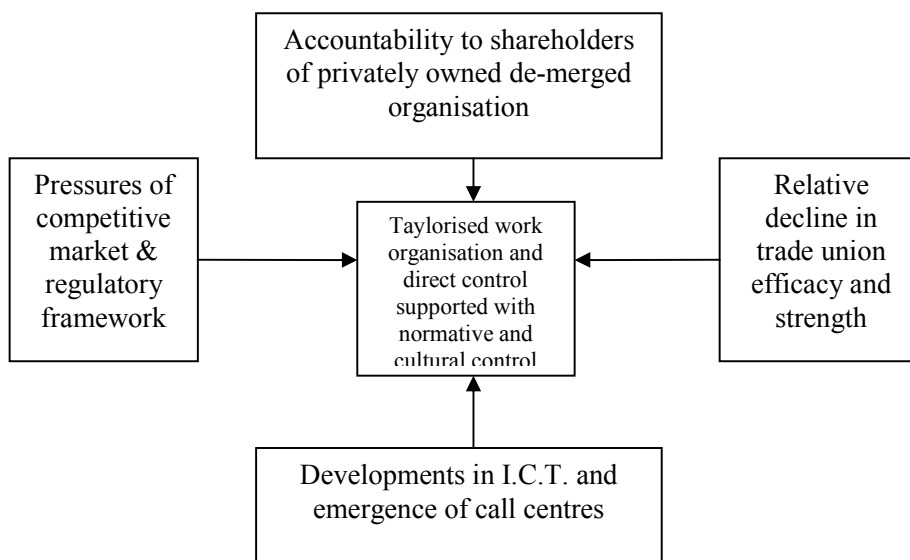 Accountability to shareholders
of privately owned de-merged
organisation
Pressures of
competitive
market &
regulatory
framework
Taylorised work
organisation and
direct control
supported with
normative and
cultural control
Relative
decline in
trade union
efficacy and
strength
Developments in I.C.T. and
emergence of call centres